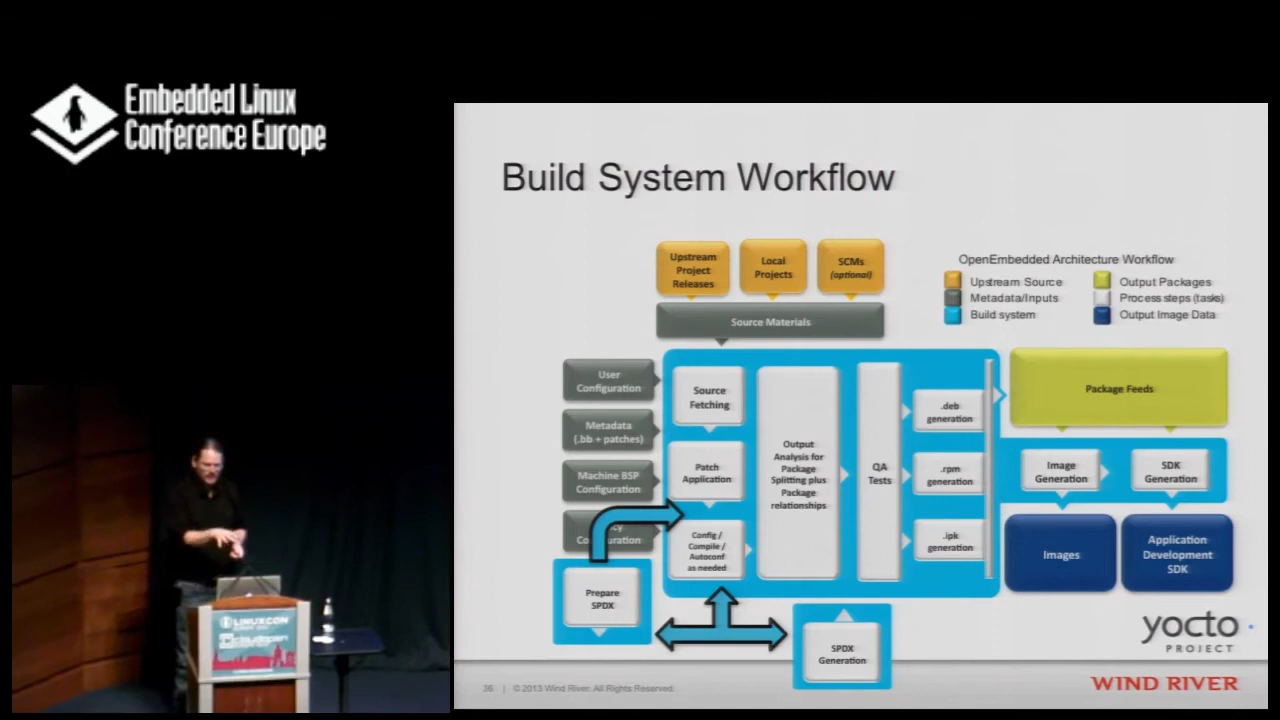 Embedded Linux
Conference Europe
Build System Workflow
Upstream
Project
Releases
Local
Projects
SCMs
(optional)
Source Materials
OpenEmbedded Architecture Workflow
Upstream Source
Metadata/Inputs
Build system
Output Packages
Process steps (tasks)
Output Image Data
User
Configuration
Metadata
(.bb + patches)
Machine BSP
Configuration
Source
Fetching
Patch
Application
Config /
Compile /
Autoconf
as needed
Output
Analysis for
Package
Splitting plus
Package
relationships
QA
Tests
.deb
generation
.rpm
generation
.ipk
generation
Package Feeds
Image
Generation
SDK
Generation
Images
Application
Development
SDK
Prepare
SPDX
SPDX
Generation
yocto
PROJECT
36 | © 2013 Wind River. All Rights Reserved.
WIND RIVER
LINUXCON